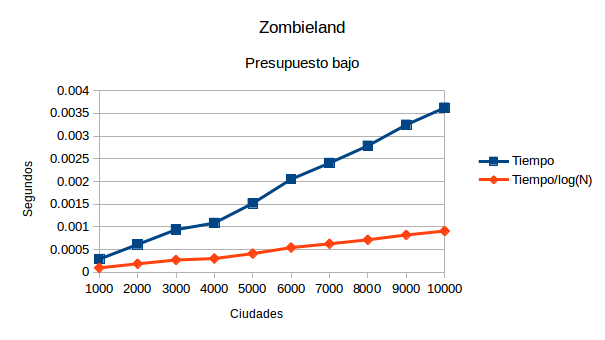 Zombieland
Presupuesto bajo
0.004
0.0035
0.003
0.0025
0.002
0.0015
0.001
0.0005
0
Segundos
1000 2000 3000 4000 5000 6000 7000 8000 9000 10000
Ciudades
Tiempo
Tiempo/log(N)